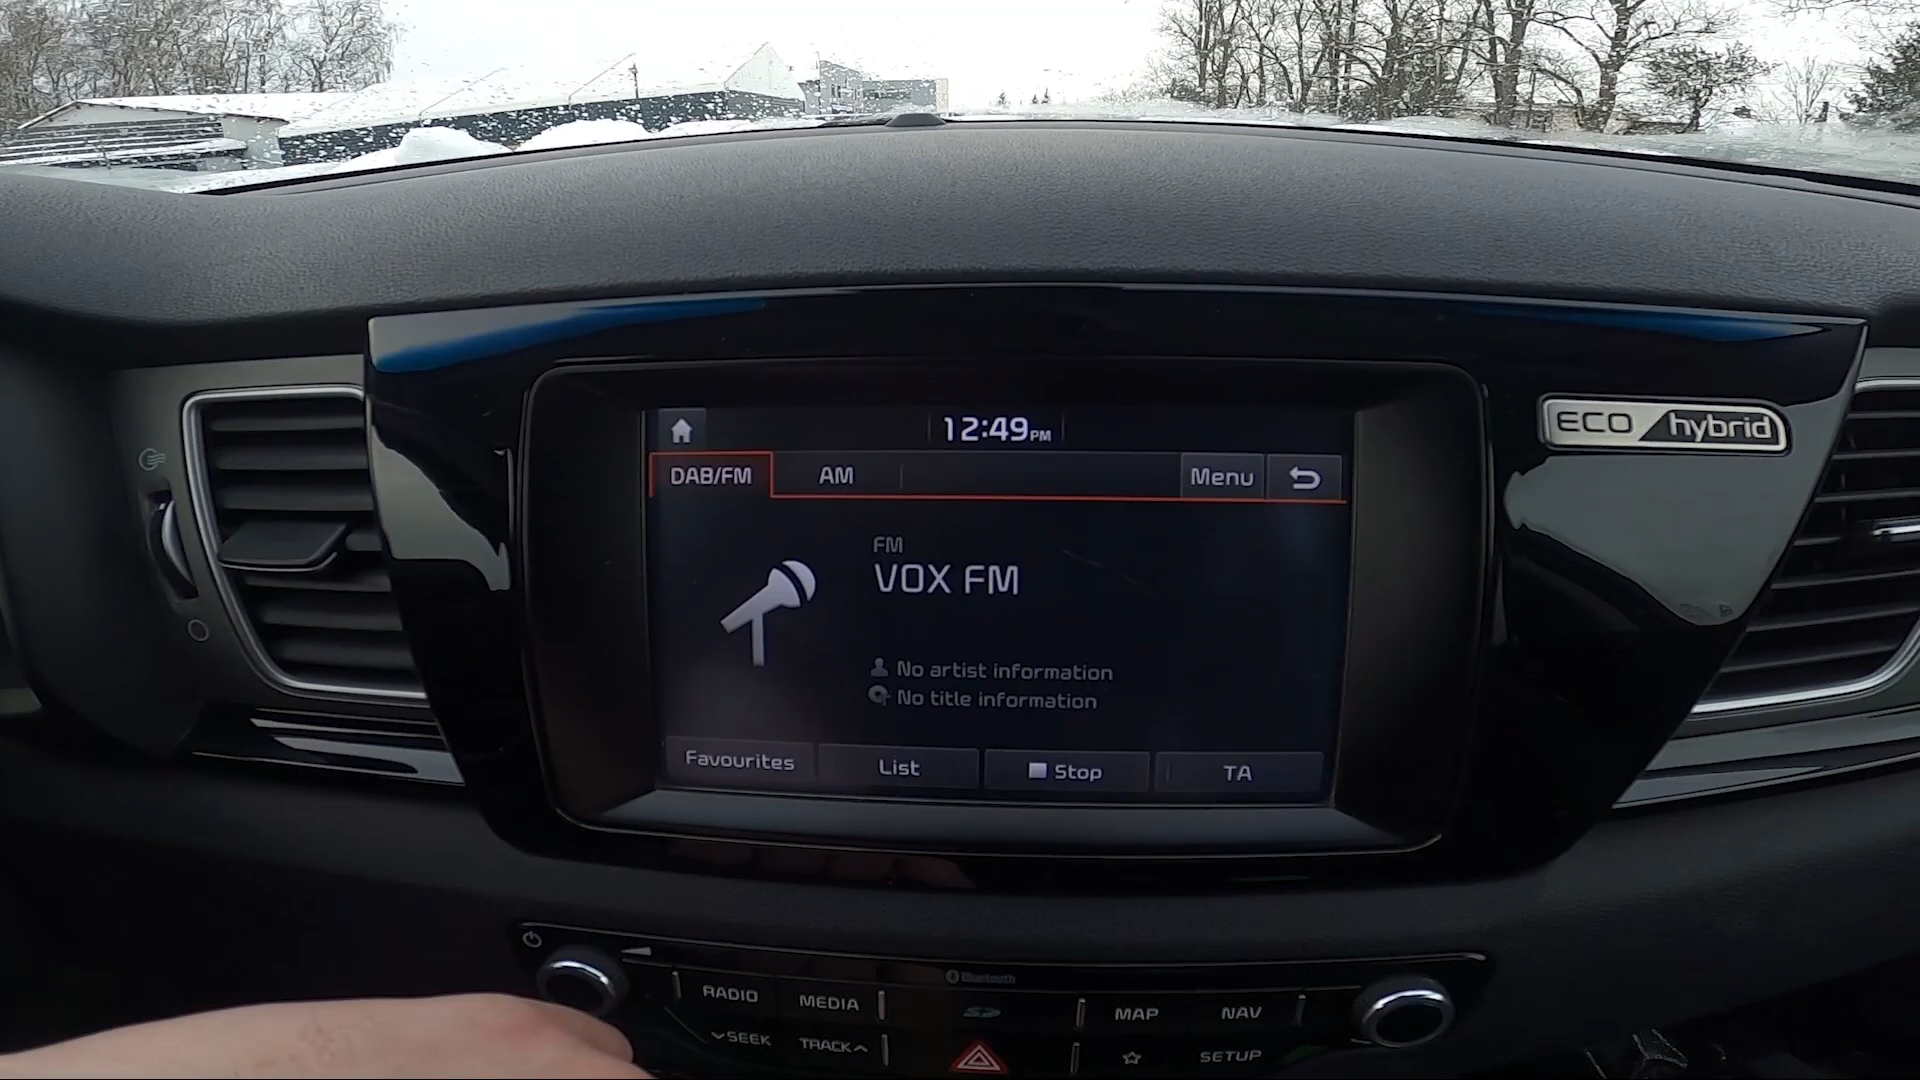 12:49PM
DAB/FM AM Menu
FM
VOX FM
No artist information
No title information
Favourites List Stop TA
ECO hybrid
Bluetooth
RADIO MEDIA SD MAP NAV
SEEK TRACK SETUP